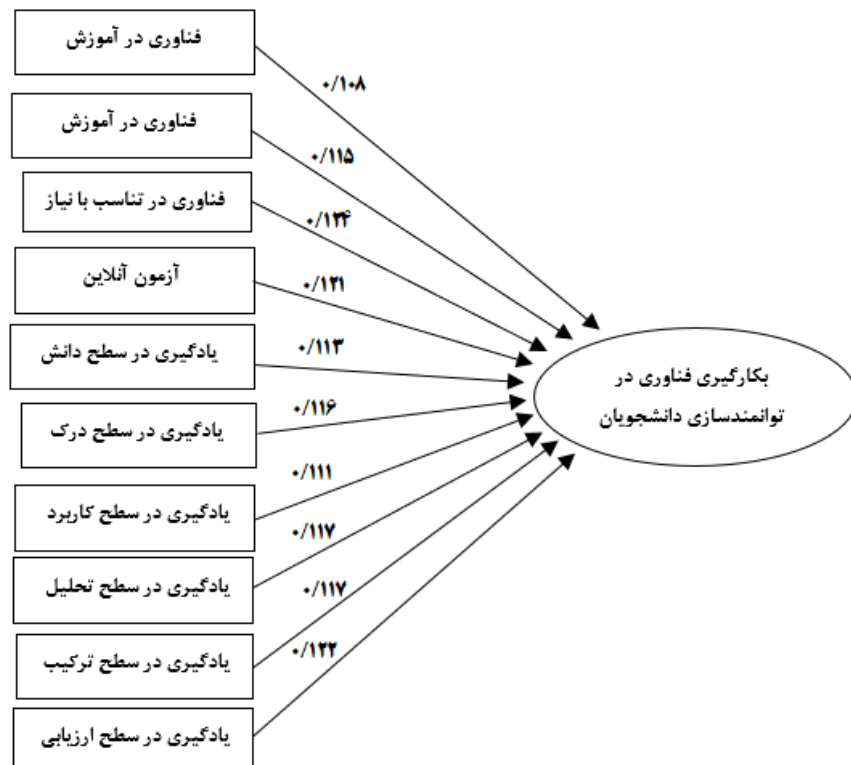 فناوری در آموزش
۰/۱۰۸
فناوری در آموزش
۰/۱۱۵
فناوری در تناسب با نیاز
۰/۱۲۴
آزمون آنلاین
۰/۱۲۱
یادگیری در سطح دانش
۰/۱۱۳
یادگیری در سطح درک
۰/۱۱۶
یادگیری در سطح کاربرد
۰/۱۱۱
یادگیری در سطح تحلیل
۰/۱۱۷
یادگیری در سطح ترکیب
۰/۱۱۷
یادگیری در سطح ارزیابی
۰/۱۲۲
بکارگیری فناوری در
توانمندسازی دانشجویان